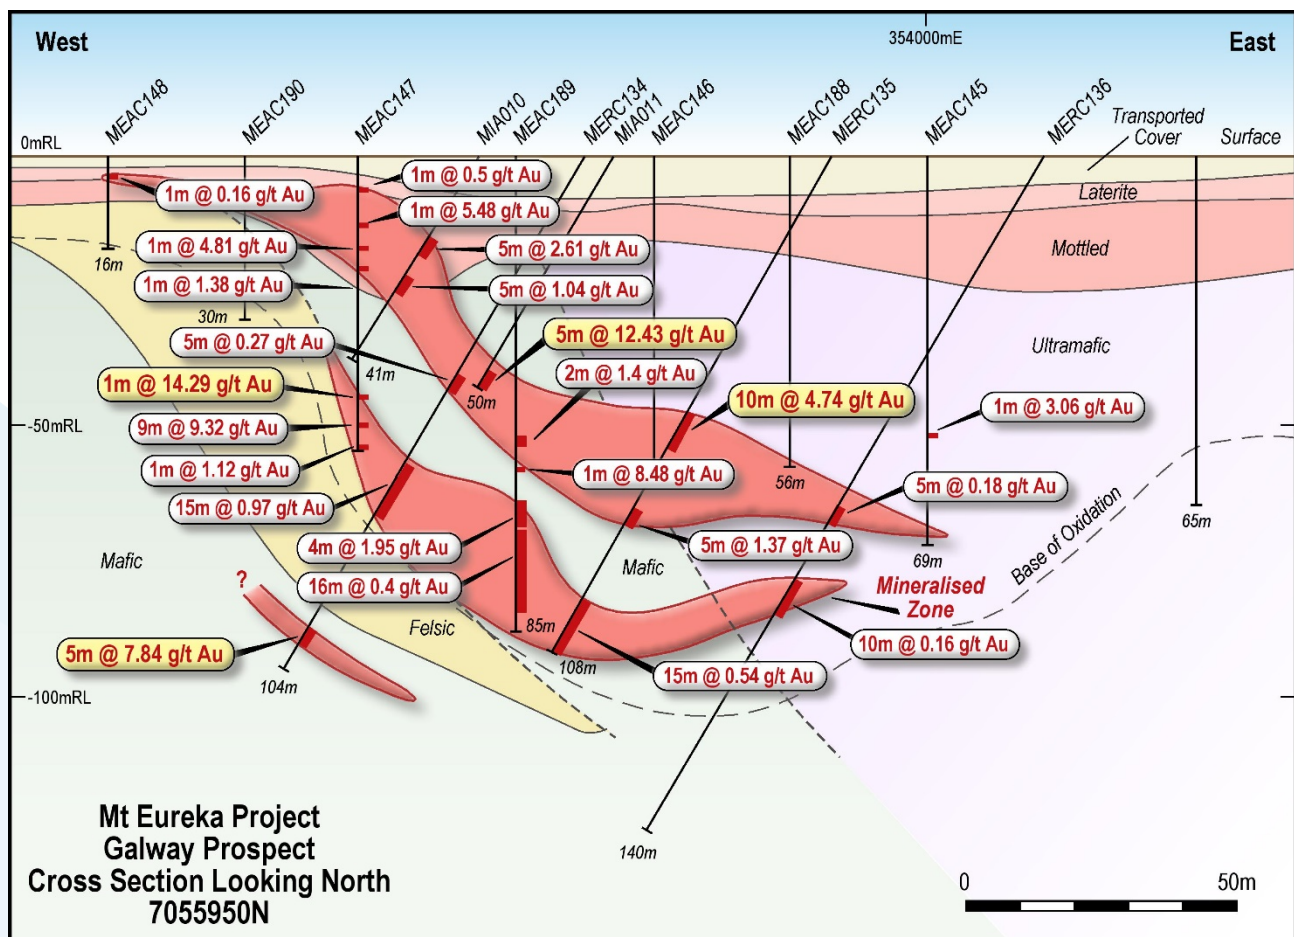 West
354000mE
East
MEAC148
MEAC190
MEAC147
MIA010
MEAC189
MERC134
MIA011
MEAC146
MEAC188
MERC135
MEAC145
MERC136
Transported
Cover
Surface
0mRL
1m @ 0.5 g/t Au
1m @ 0.16 g/t Au
Laterite
1m @ 5.48 g/t Au
1m @ 4.81 g/t Au
5m @ 2.61 g/t Au
Mottled
16m
1m @ 1.38 g/t Au
5m @ 1.04 g/t Au
30m
5m @ 0.27 g/t Au
5m @ 12.43 g/t Au
Ultramafic
41m
2m @ 1.4 g/t Au
1m @ 14.29 g/t Au
50m
10m @ 4.74 g/t Au
1m @ 3.06 g/t Au
-50mRL
9m @ 9.32 g/t Au
1m @ 1.12 g/t Au
1m @ 8.48 g/t Au
56m
5m @ 0.18 g/t Au
15m @ 0.97 g/t Au
65m
4m @ 1.95 g/t Au
5m @ 1.37 g/t Au
69m
Base of Oxidation
Mafic
Mafic
?
16m @ 0.4 g/t Au
Mineralised
Zone
Felsic
85m
10m @ 0.16 g/t Au
5m @ 7.84 g/t Au
108m
15m @ 0.54 g/t Au
104m
-100mRL
140m
Mt Eureka Project
Galway Prospect
Cross Section Looking North
7055950N
0
50m